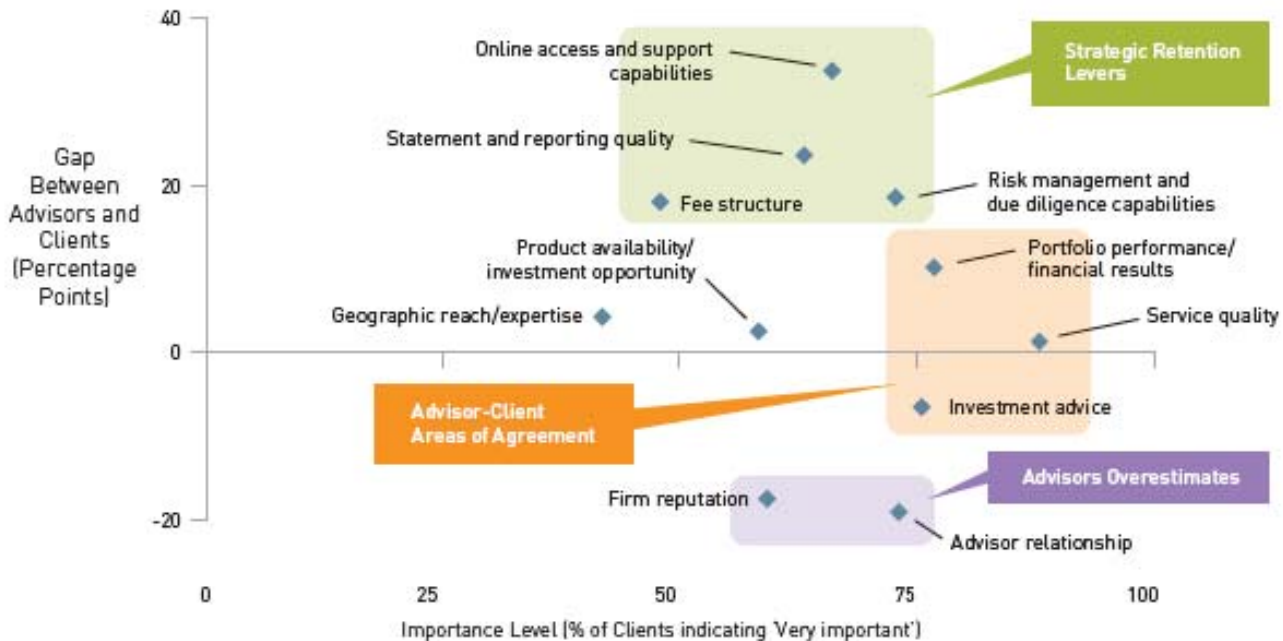 40
Online access and support
capabilities
Strategic Retention
Levers
Statement and reporting quality
Gap
Between
Advisors and
Clients
(Percentage
Points)
20
Fee structure
Risk management and
due diligence capabilities
Product availability/
investment opportunity
Portfolio performance/
financial results
Geographic reach/expertise
Service quality
0
Advisor-Client
Areas of Agreement
Investment advice
Advisors Overestimates
Firm reputation
-20
Advisor relationship
0 25 50 75 100
Importance Level (% of Clients indicating 'Very important')